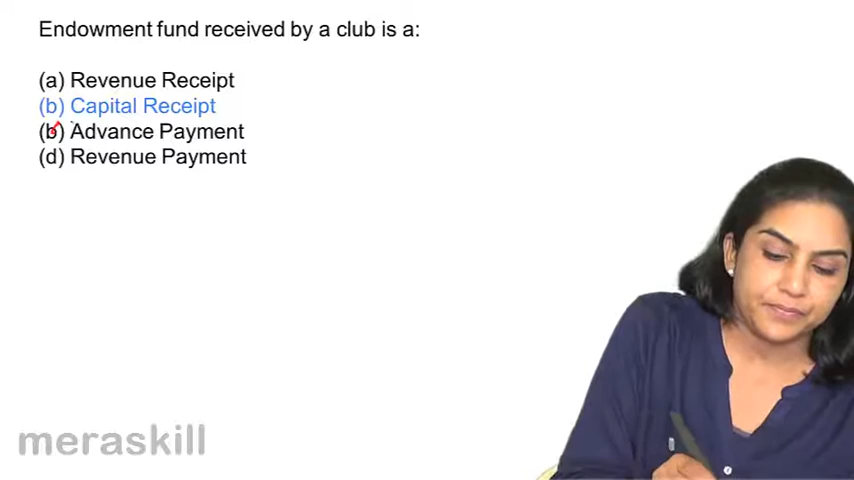 Endowment fund received by a club is a:
(a) Revenue Receipt
(b) Capital Receipt
(b) Advance Payment
(d) Revenue Payment
meraskill